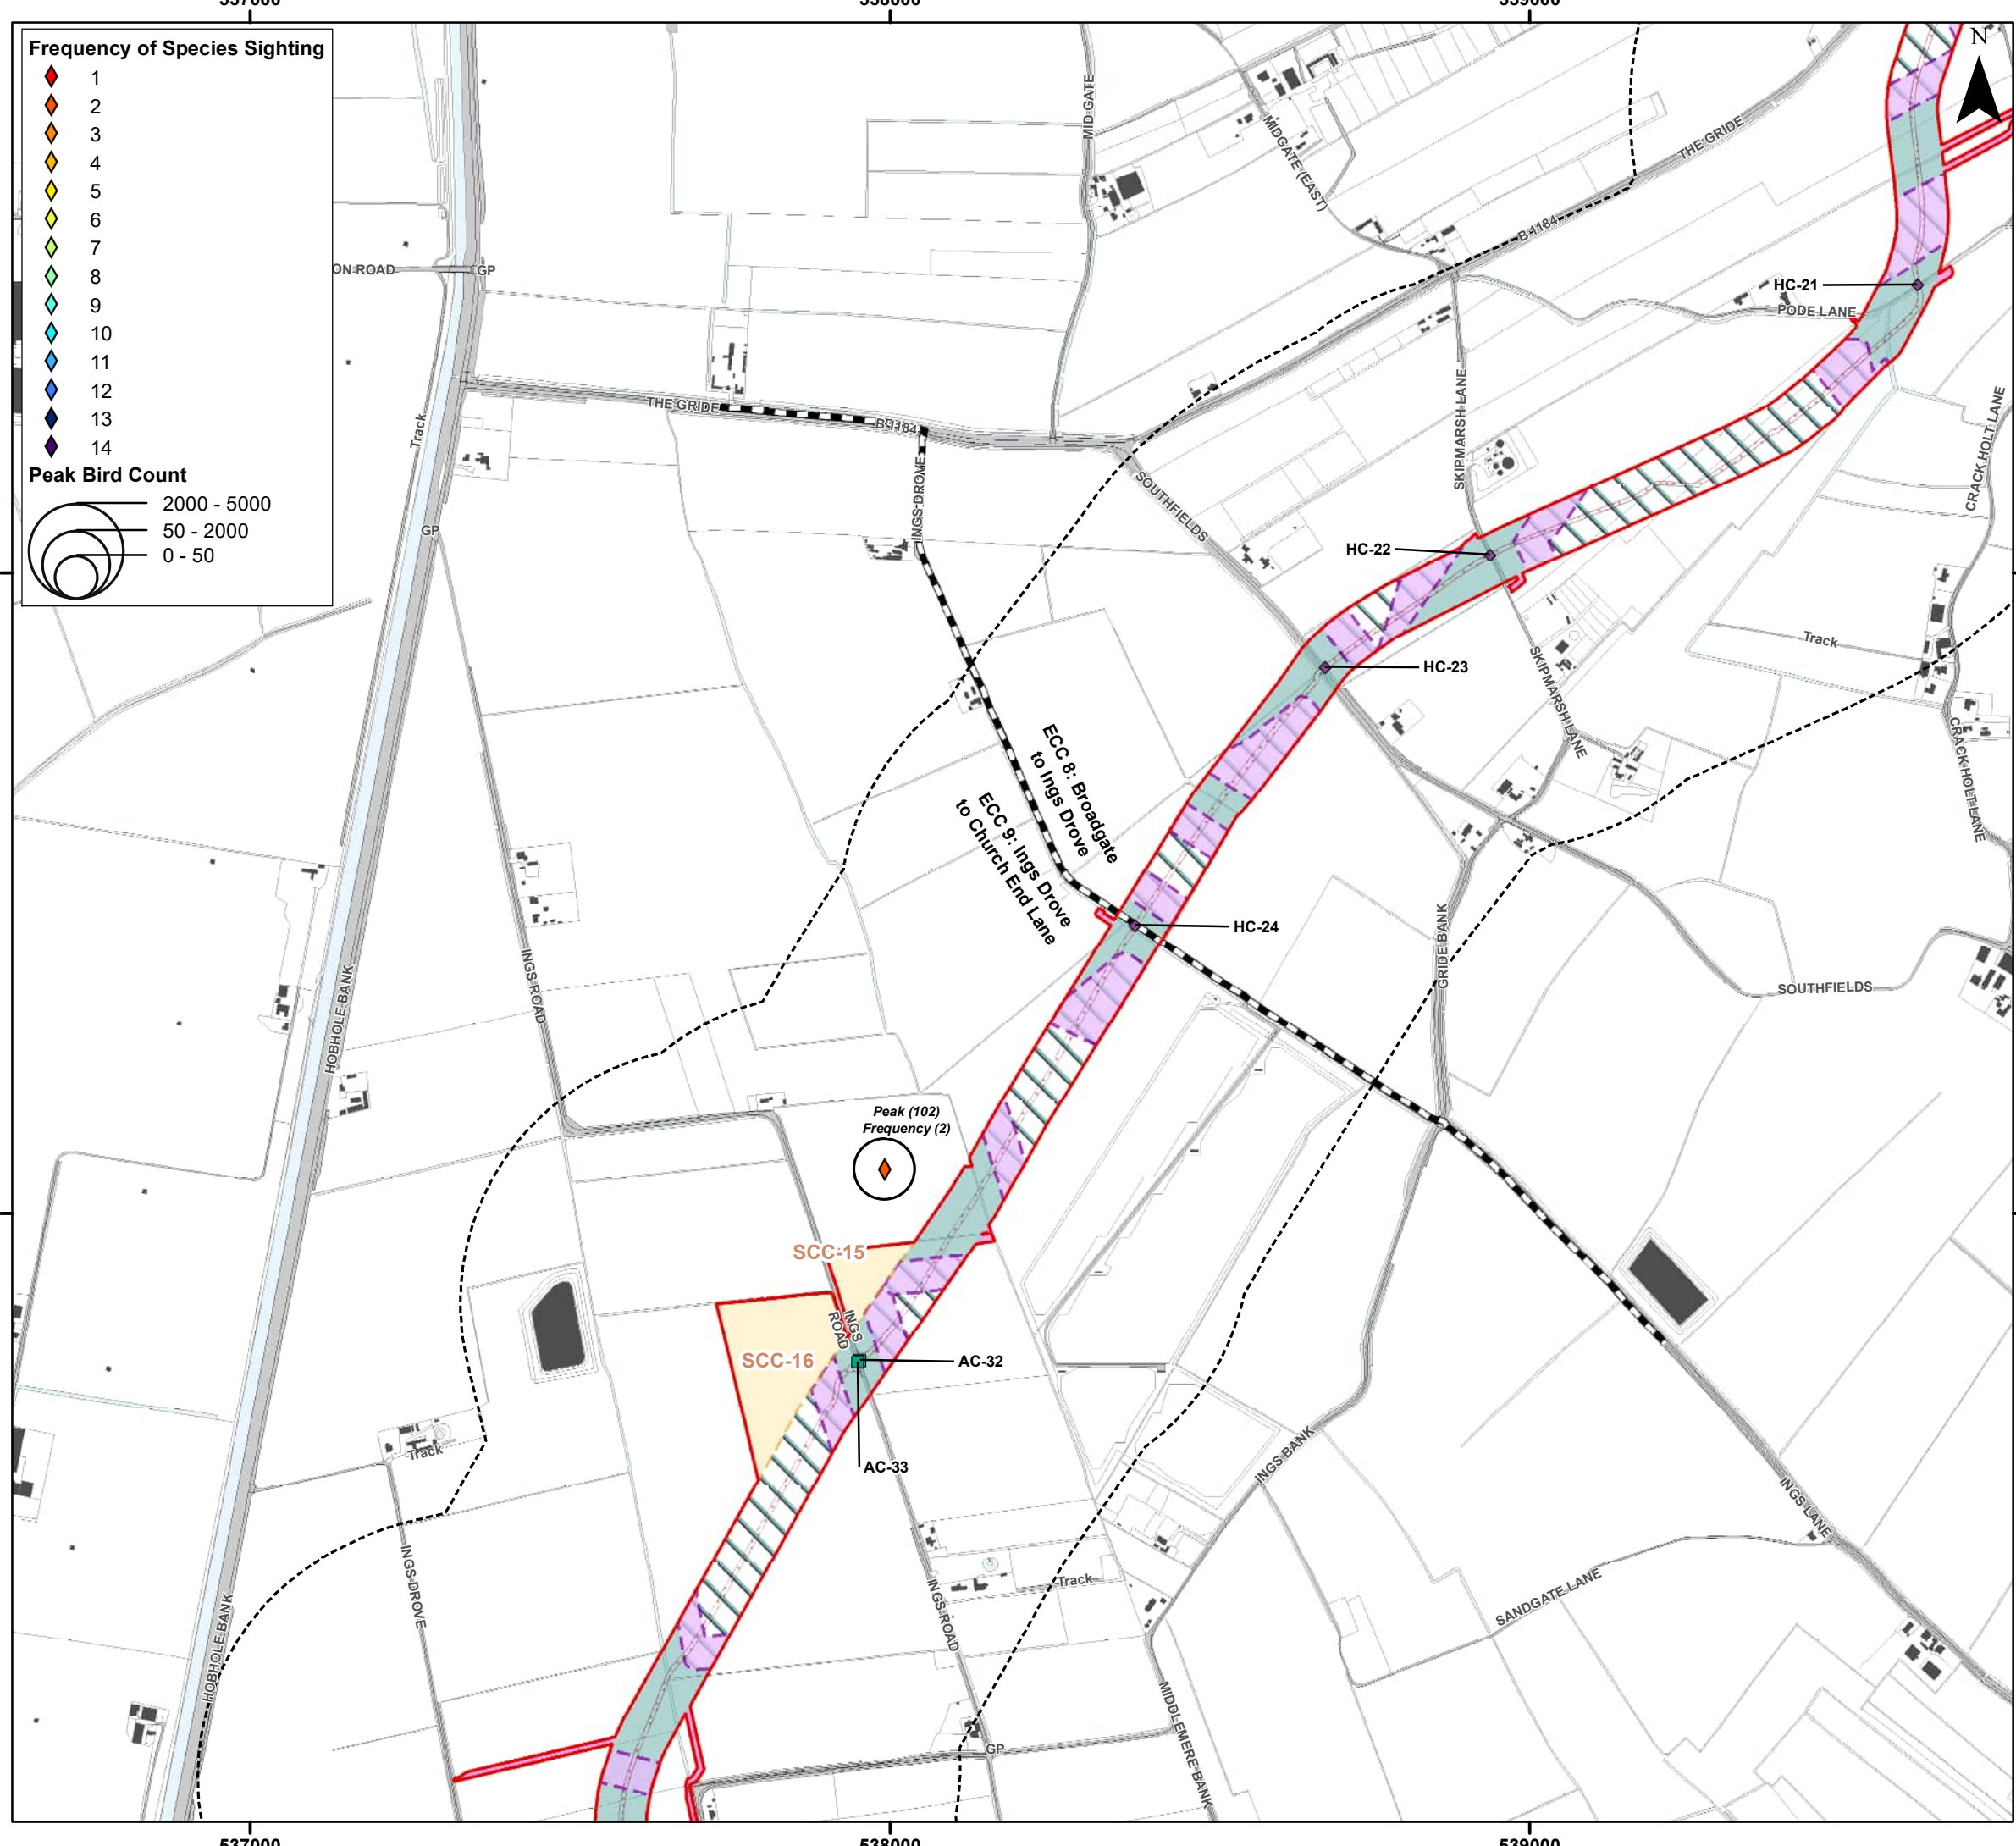 537000
538000
539000
Frequency of Species Sighting
1
2
3
4
5
6
7
8
9
10
11
12
13
14
Peak Bird Count
2000 - 5000
50 - 2000
0 - 50
N
MIDGATE
MIDGATE (EAST)
THE GRIDE
B 1184
ON ROAD
GP
HC-21
PODE LANE
Track
THE GRIDE
B 1184
INGS DROVE
SOUTHFIELDS
SKIPMARSH LANE
CRACK HOLT LANE
GP
HC-22
HC-23
SKIPMARSH LANE
Track
CRACK HOLT LANE
ECC 8: Broadgate
to Ings Drove
ECC 9: Ings Drove
to Church End Lane
HC-24
GRIDE BANK
SOUTHFIELDS
INGS ROAD
HOBHOLE BANK
Peak (102)
Frequency (2)
SCC-15
INGS
ROAD
SCC-16
AC-32
AC-33
Track
INGS BANK
INGS LANE
INGS DROVE
Track
INGS ROAD
SANDGATE LANE
HOBHOLE BANK
MIDDLEMERE BANK
GP
537000
538000
539000